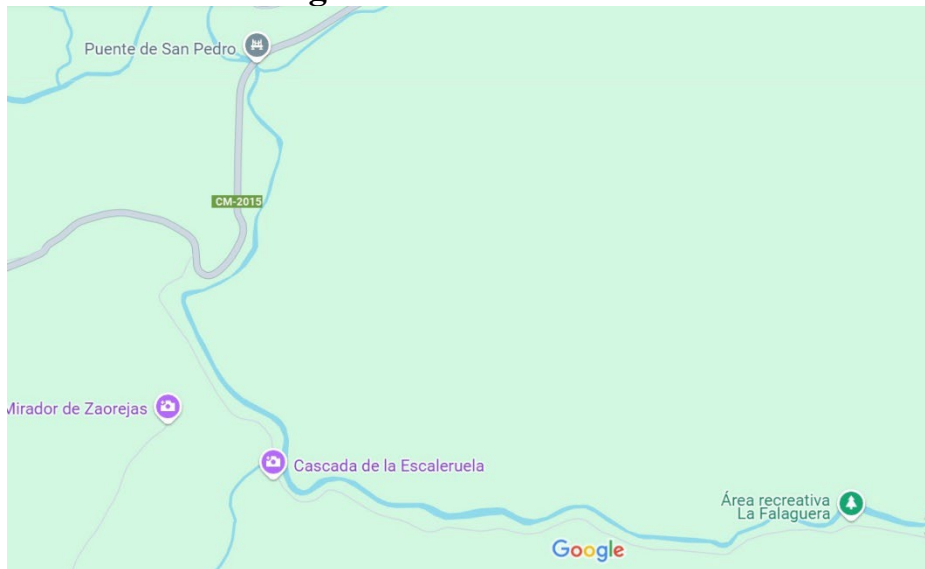 Puente de San Pedro
CM-2015
Mirador de Zaorejas
Cascada de la Escaleruela
Área recreativa
La Falaguera
Google